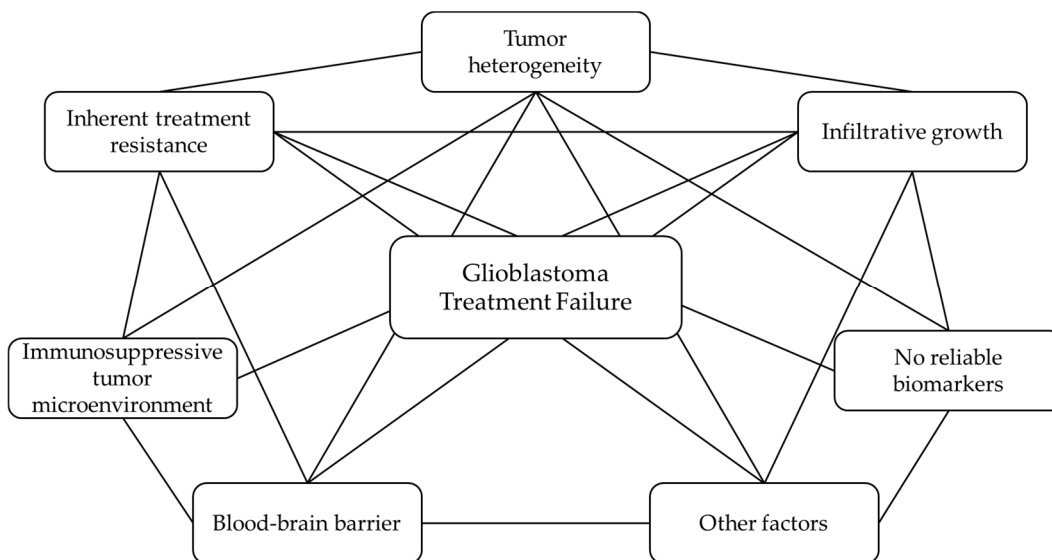 Tumor
heterogeneity
Inherent treatment
resistance
Infiltrative growth
Glioblastoma
Treatment Failure
Immunosuppressive
tumor
microenvironment
No reliable
biomarkers
Blood-brain barrier
Other factors